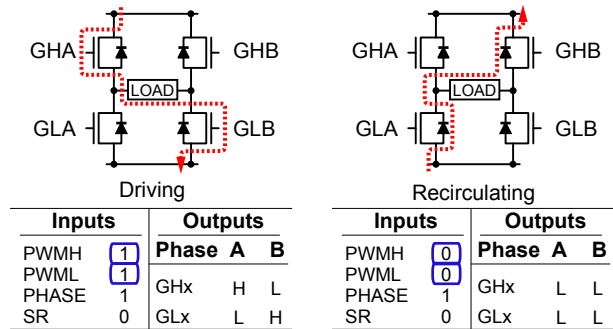 GHA GHB
LOAD
GLA GLB
Driving
Inputs Outputs
PWMH 1 Phase A B
PWML 1
PHASE 1 GHx H L
SR 0 GLx L H
GHA GHB
LOAD
GLA GLB
Recirculating
Inputs Outputs
PWMH 0 Phase A B
PWML 0
PHASE 1 GHx L L
SR 0 GLx L L